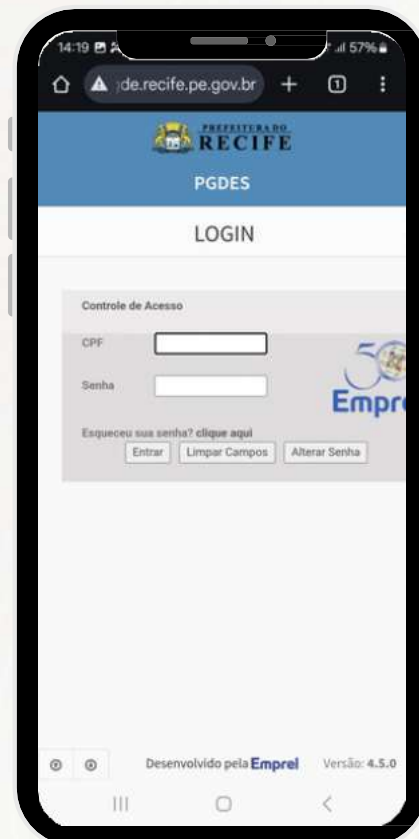 14:19
57%
de.recife.pe.gov.br + 1
PREFEITURA DO
RECIFE
PGDES
LOGIN
Controle de Acesso
CPF
Senha
50
Empre
Esqueceu sua senha? clique aqui
Entrar Limpar Campos Alterar Senha
Desenvolvido pela Emprel Versão: 4.5.0